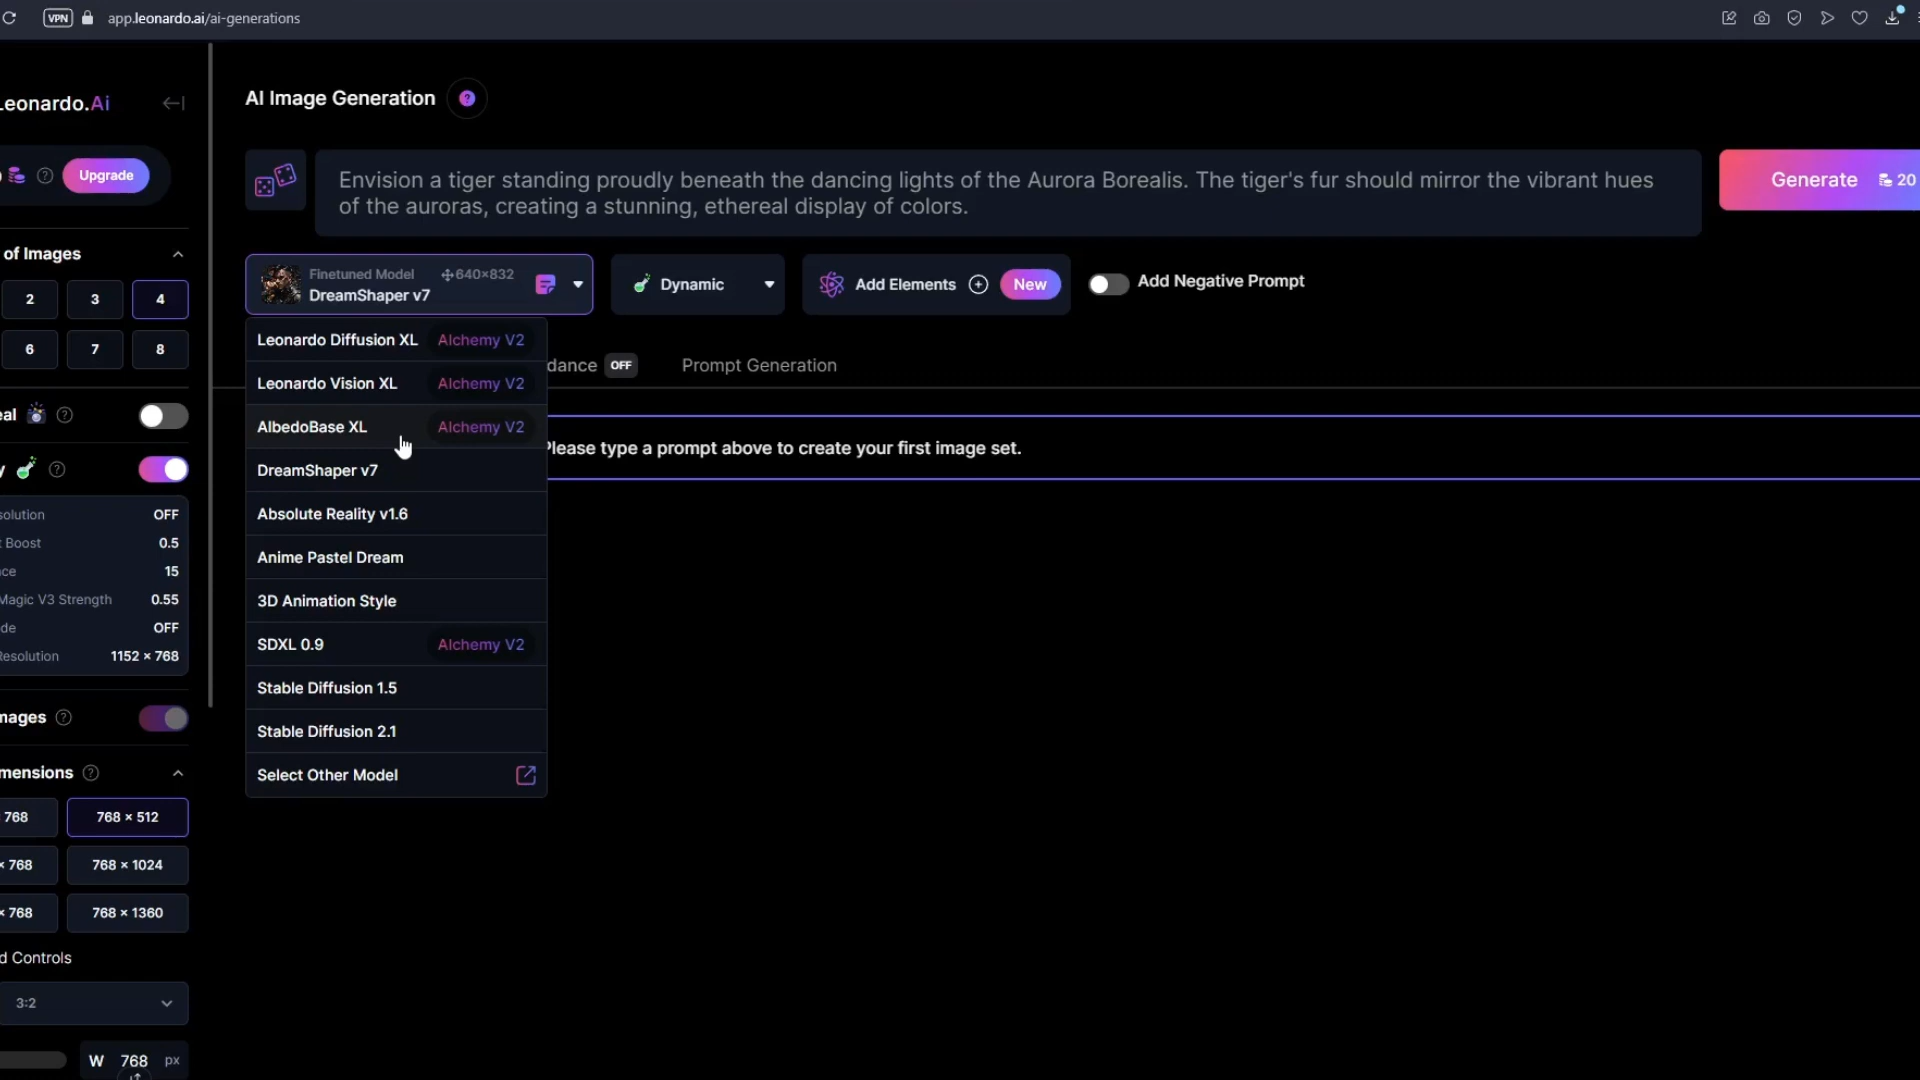 VPN
app.leonardo.ai/ai-generations
Leonardo.Ai
Upgrade
of Images
2
3
4
6
7
8
eal
y
solution
OFF
t Boost
0.5
ce
15
Magic V3 Strength
0.55
de
OFF
Resolution
1152 × 768
mages
mensions
768
768 × 512
× 768
768 × 1024
× 768
768 × 1360
d Controls
3:2
W 768 px
AI Image Generation
?
Envision a tiger standing proudly beneath the dancing lights of the Aurora Borealis. The tiger's fur should mirror the vibrant hues
of the auroras, creating a stunning, ethereal display of colors.
Generate 20
Finetuned Model 640×832
DreamShaper v7
Dynamic
Add Elements
New
Add Negative Prompt
Leonardo Diffusion XL Alchemy V2
Leonardo Vision XL Alchemy V2
AlbedoBase XL Alchemy V2
DreamShaper v7
Absolute Reality v1.6
Anime Pastel Dream
3D Animation Style
SDXL 0.9 Alchemy V2
Stable Diffusion 1.5
Stable Diffusion 2.1
Select Other Model
dance OFF
Prompt Generation
Please type a prompt above to create your first image set.